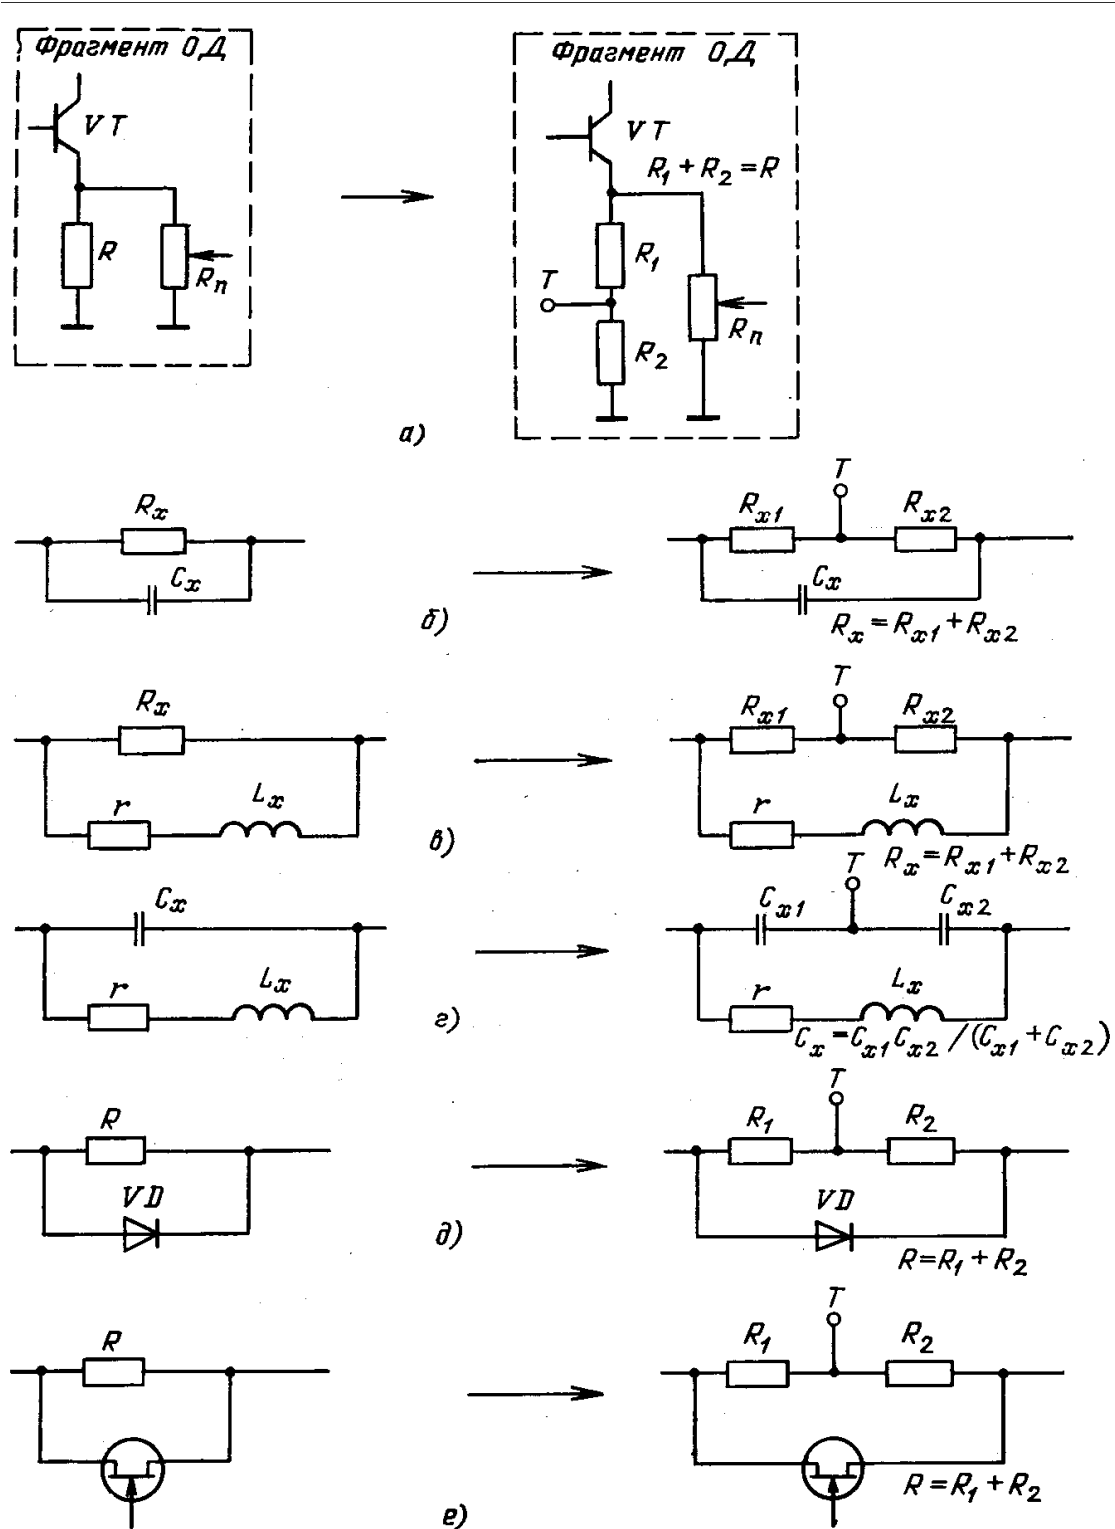 Фрагмент ОД
Фрагмент ОД
VT
VT
R₁ + R₂ = R
R
Rп
T
R₁
R₂
Rп
а)
Rx
Cx
T
Rx1
Rx2
Cx
Rx = Rx1 + Rx2
б)
Rx
r
Lx
T
Rx1
Rx2
r
Lx
Rx = Rx1 + Rx2
в)
Cx
r
Lx
T
Cx1
Cx2
r
Lx
Cx = Cx1 Cx2 / (Cx1 + Cx2)
г)
R
VD
T
R₁
R₂
VD
R = R₁ + R₂
д)
R
T
R₁
R₂
R = R₁ + R₂
е)